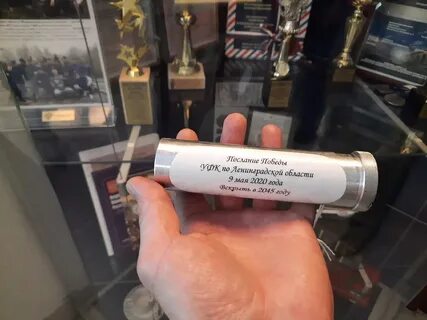 Послание Победы
УФК по Ленинградской области
9 мая 2020 года
Вскрыть в 2045 году